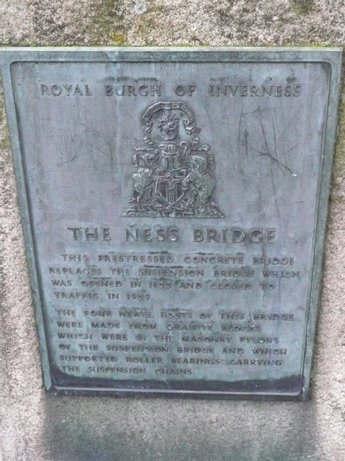 ROYAL BURGH OF INVERNESS
THE NESS BRIDGE
THIS PRESTRESSED CONCRETE BRIDGE
REPLACES THE SUSPENSION BRIDGE WHICH
WAS OPENED IN 1855 AND CLOSED TO
TRAFFIC IN 1959.
THE FOUR NEWEL POSTS OF THIS BRIDGE
WERE MADE FROM GRANITE BLOCKS
WHICH WERE IN THE MASONRY PYLONS
OF THE SUSPENSION BRIDGE AND WHICH
SUPPORTED ROLLER BEARINGS CARRYING
THE SUSPENSION CHAINS.